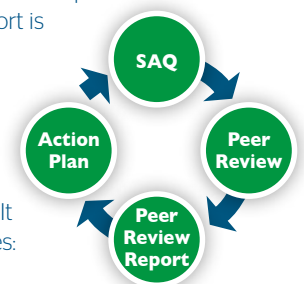 ort is
SAQ
Action
Plan
Peer
Review
lt
es:
Peer
Review
Report